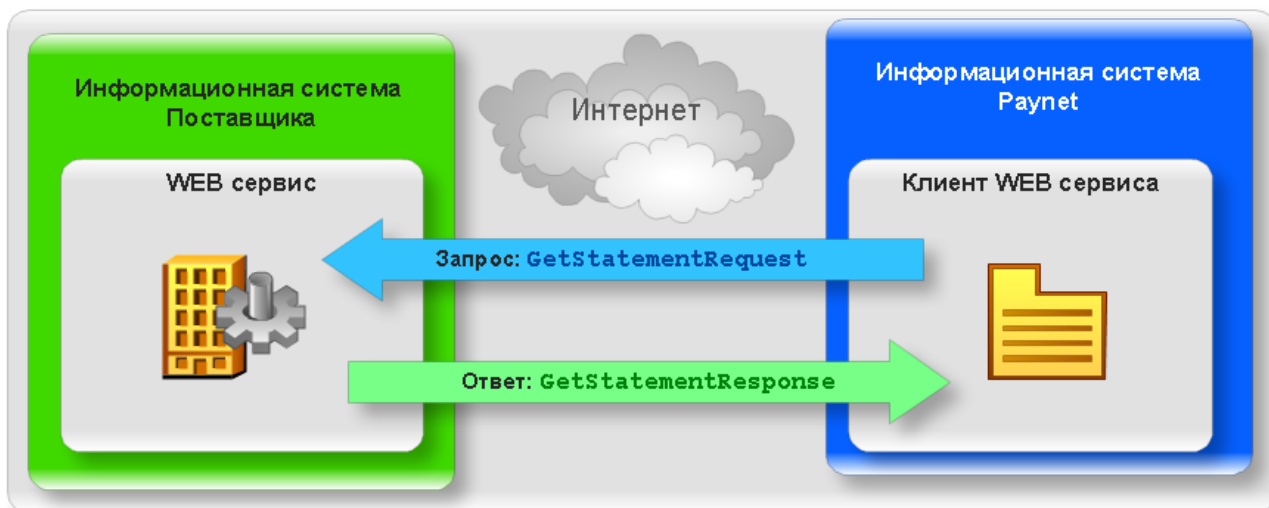 Информационная система
Поставщика
WEB сервис
Интернет
Информационная система
Paynet
Клиент WEB сервиса
Запрос: GetStatementRequest
Ответ: GetStatementResponse